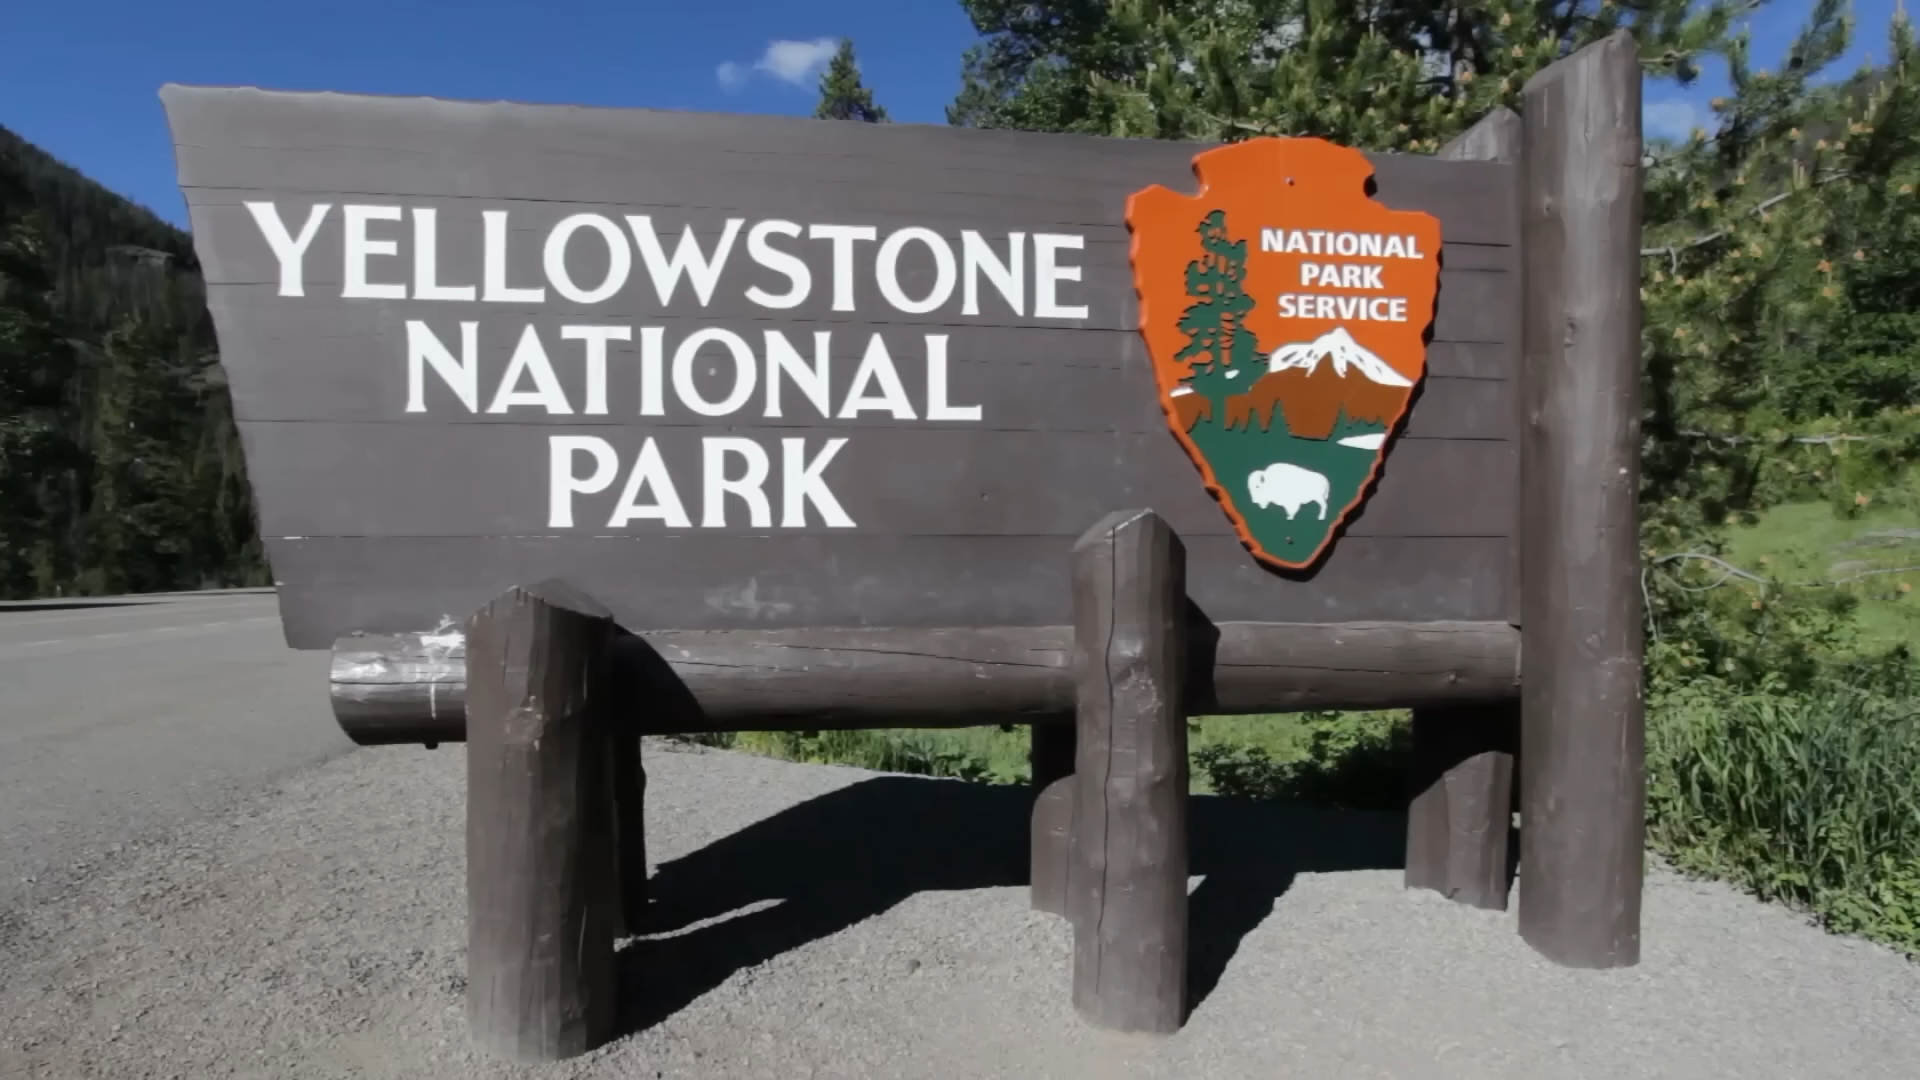 YELLOWSTONE
NATIONAL
PARK
NATIONAL
PARK
SERVICE